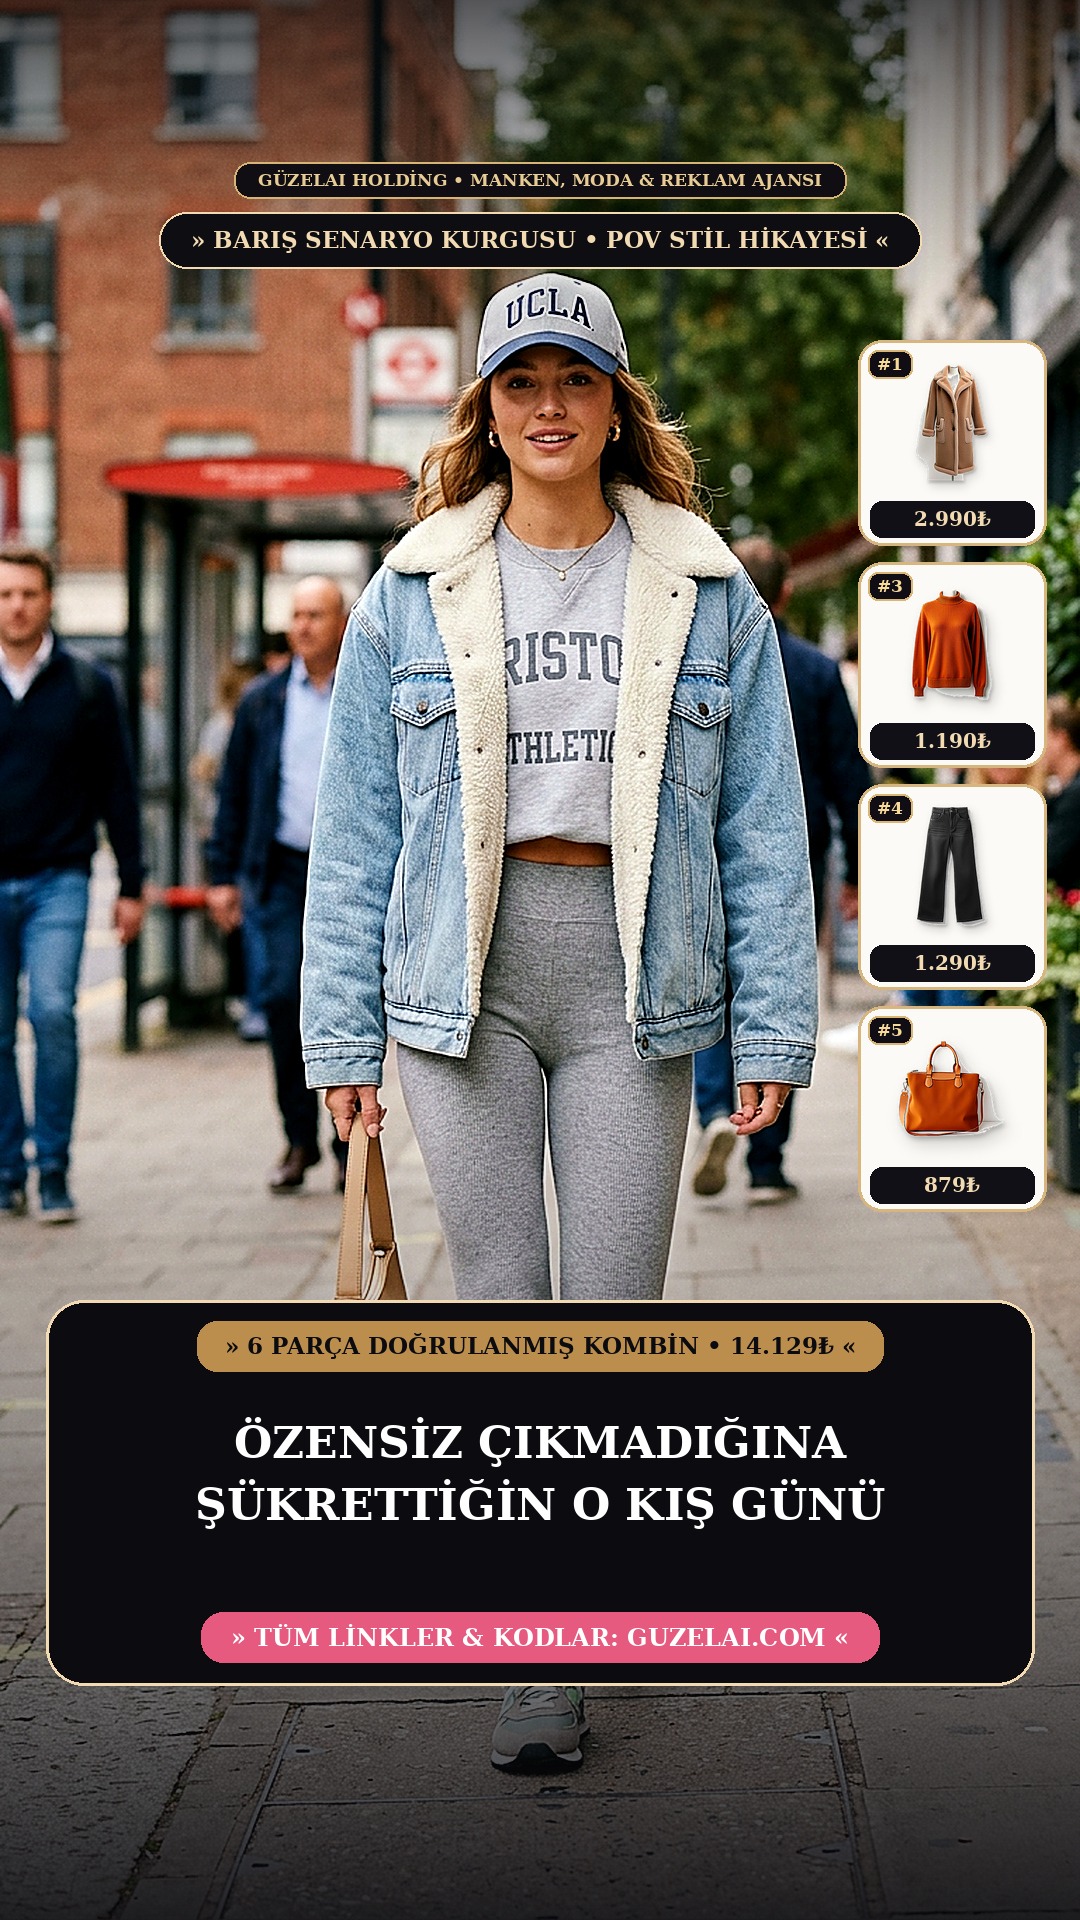 GÜZELAI HOLDİNG • MANKEN, MODA & REKLAM AJANSI
» BARIŞ SENARYO KURGUSU • POV STİL HİKAYESİ «
UCLA
RISTO
THLETIC
#1
2.990₺
#3
1.190₺
#4
1.290₺
#5
879₺
» 6 PARÇA DOĞRULANMIŞ KOMBİN • 14.129₺ «
ÖZENSİZ ÇIKMADIĞINA
ŞÜKRETTİĞİN O KIŞ GÜNÜ
» TÜM LİNKLER & KODLAR: GUZELAI.COM «